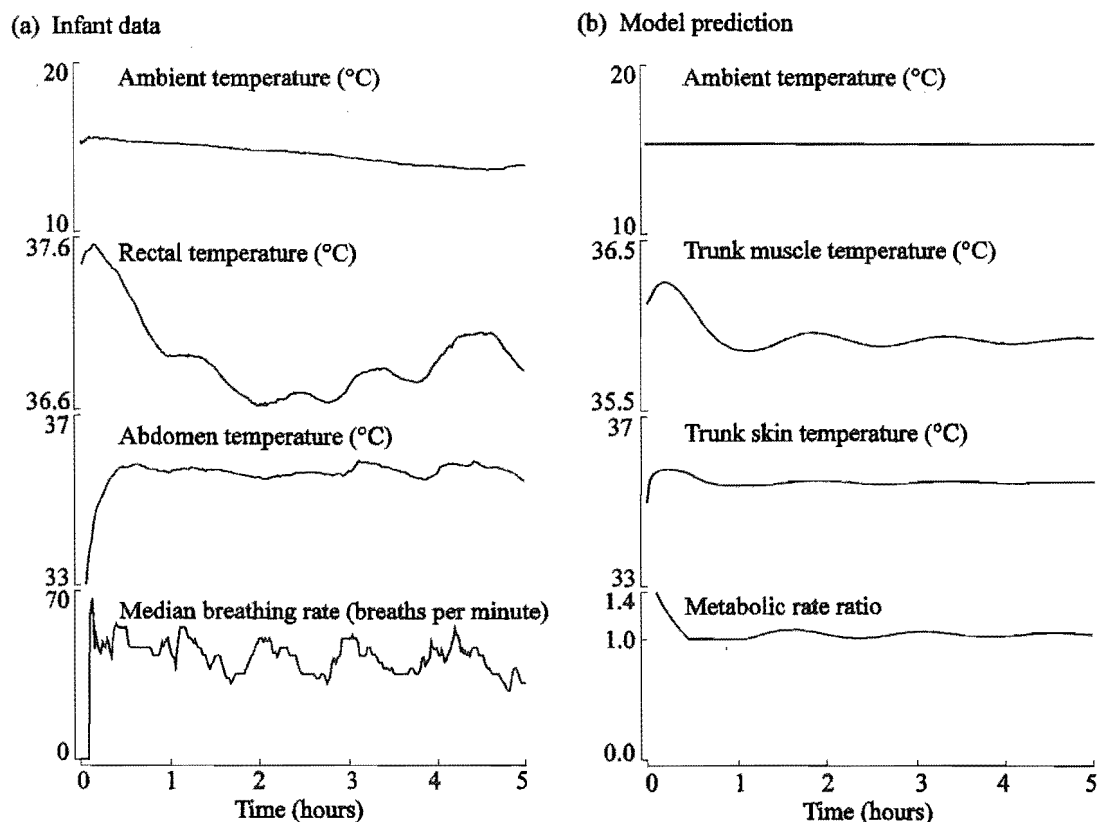 (a) Infant data
20
Ambient temperature (°C)
10
37.6
Rectal temperature (°C)
36.6
37
Abdomen temperature (°C)
33
70
Median breathing rate (breaths per minute)
0
0 1 2 3 4 5
Time (hours)
(b) Model prediction
20
Ambient temperature (°C)
10
36.5
Trunk muscle temperature (°C)
35.5
37
Trunk skin temperature (°C)
33
1.4
Metabolic rate ratio
1.0
0.0
0 1 2 3 4 5
Time (hours)